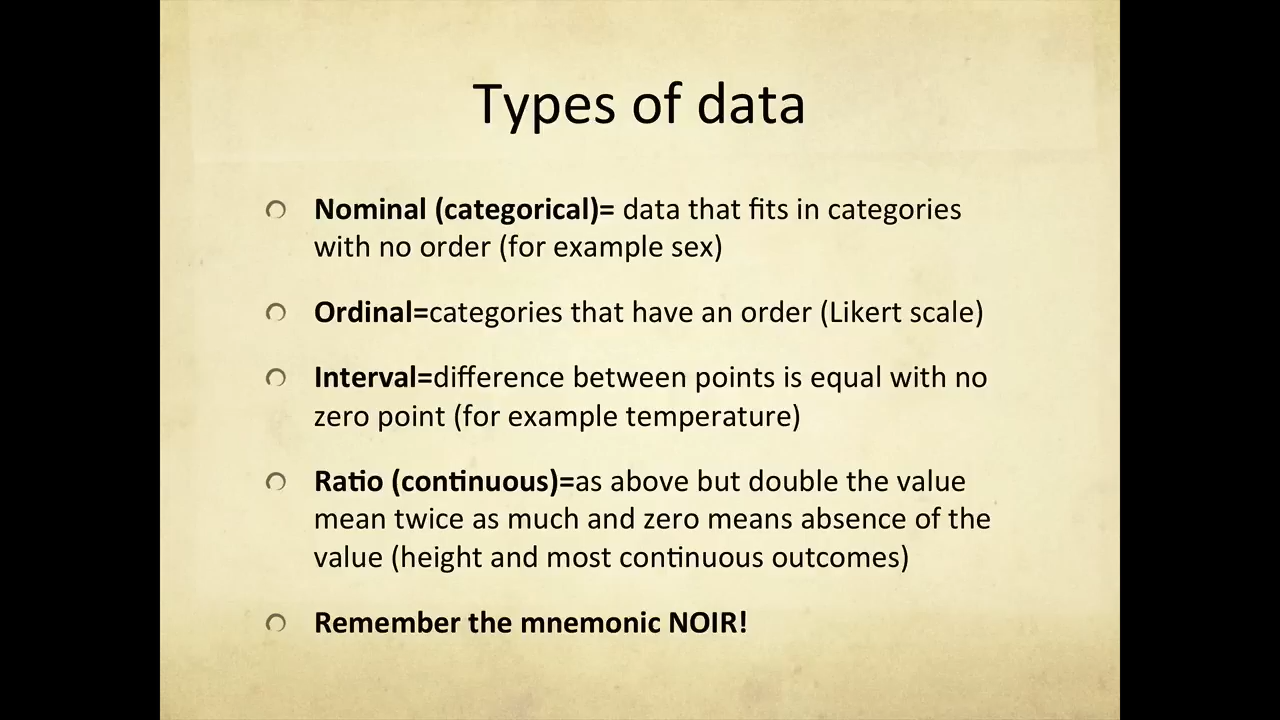 Types of data
Nominal (categorical)= data that fits in categories
with no order (for example sex)
Ordinal=categories that have an order (Likert scale)
Interval=difference between points is equal with no
zero point (for example temperature)
Ratio (continuous)=as above but double the value
mean twice as much and zero means absence of the
value (height and most continuous outcomes)
Remember the mnemonic NOIR!